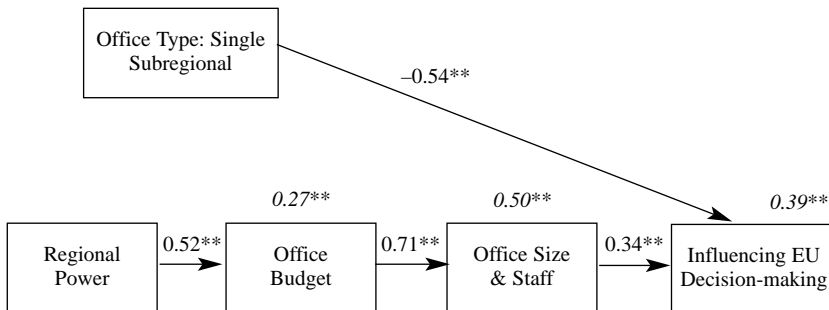 Office Type: Single
Subregional
–0.54**
0.27**
0.50**
0.39**
Regional
Power
0.52**
Office
Budget
0.71**
Office Size
& Staff
0.34**
Influencing EU
Decision-making